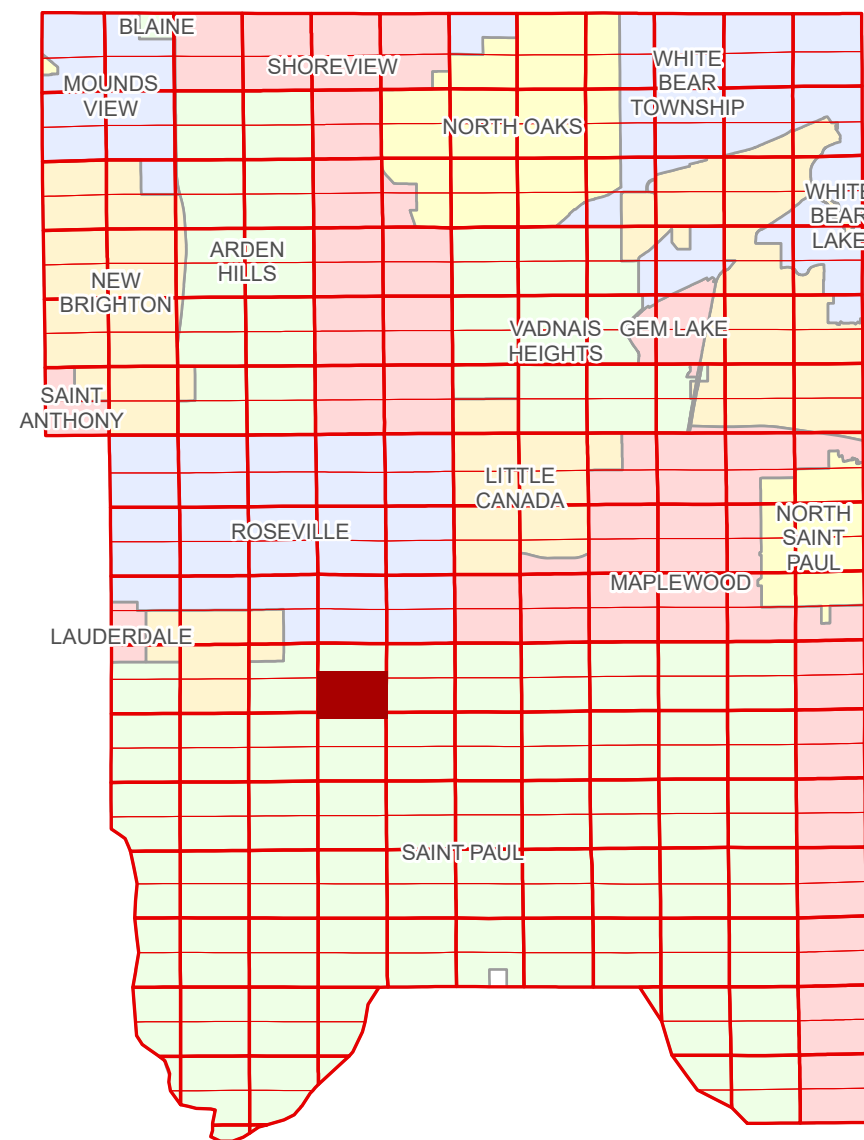 BLAINE
SHOREVIEW
WHITE
BEAR
TOWNSHIP
MOUNDS
VIEW
NORTH OAKS
WHITE
BEAR
LAKE
ARDEN
HILLS
NEW
BRIGHTON
VADNAIS
HEIGHTS
GEM LAKE
SAINT
ANTHONY
LITTLE
CANADA
NORTH
SAINT
PAUL
ROSEVILLE
MAPLEWOOD
LAUDERDALE
SAINT PAUL